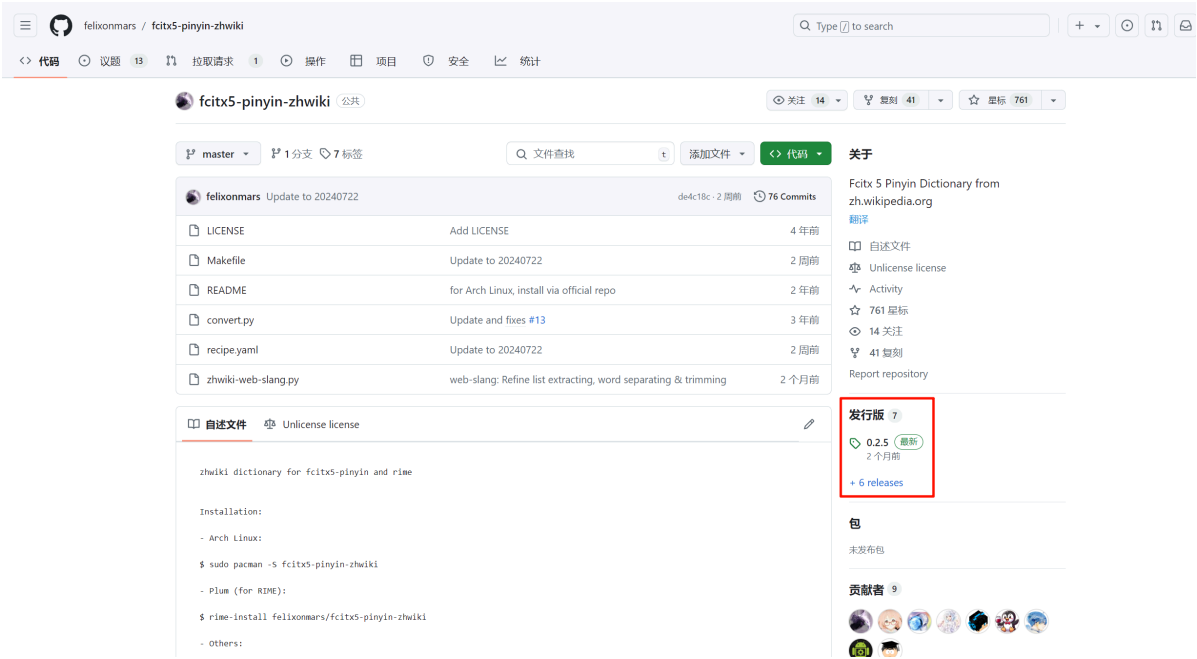 felixonmars / fcitx5-pinyin-zhwiki
Type / to search
代码 议题 13 拉取请求 1 操作 项目 安全 统计
fcitx5-pinyin-zhwiki 公共
关注 14 复刻 41 星标 761
master 1 分支 7 标签
文件查找 t 添加文件 代码
felixonmars Update to 20240722 de4c18c · 2 周前 76 Commits
LICENSE Add LICENSE 4 年前
Makefile Update to 20240722 2 周前
README for Arch Linux, install via official repo 2 年前
convert.py Update and fixes #13 3 年前
recipe.yaml Update to 20240722 2 周前
zhwiki-web-slang.py web-slang: Refine list extracting, word separating & trimming 2 个月前
自述文件 Unlicense license
zhwiki dictionary for fcitx5-pinyin and rime
Installation:
- Arch Linux:
$ sudo pacman -S fcitx5-pinyin-zhwiki
- Plum (for RIME):
$ rime-install felixonmars/fcitx5-pinyin-zhwiki
- Others:
关于
Fcitx 5 Pinyin Dictionary from
zh.wikipedia.org
翻译
自述文件
Unlicense license
Activity
761 星标
14 关注
41 复刻
Report repository
发行版 7
0.2.5 最新
2 个月前
+ 6 releases
包
未发布包
贡献者 9